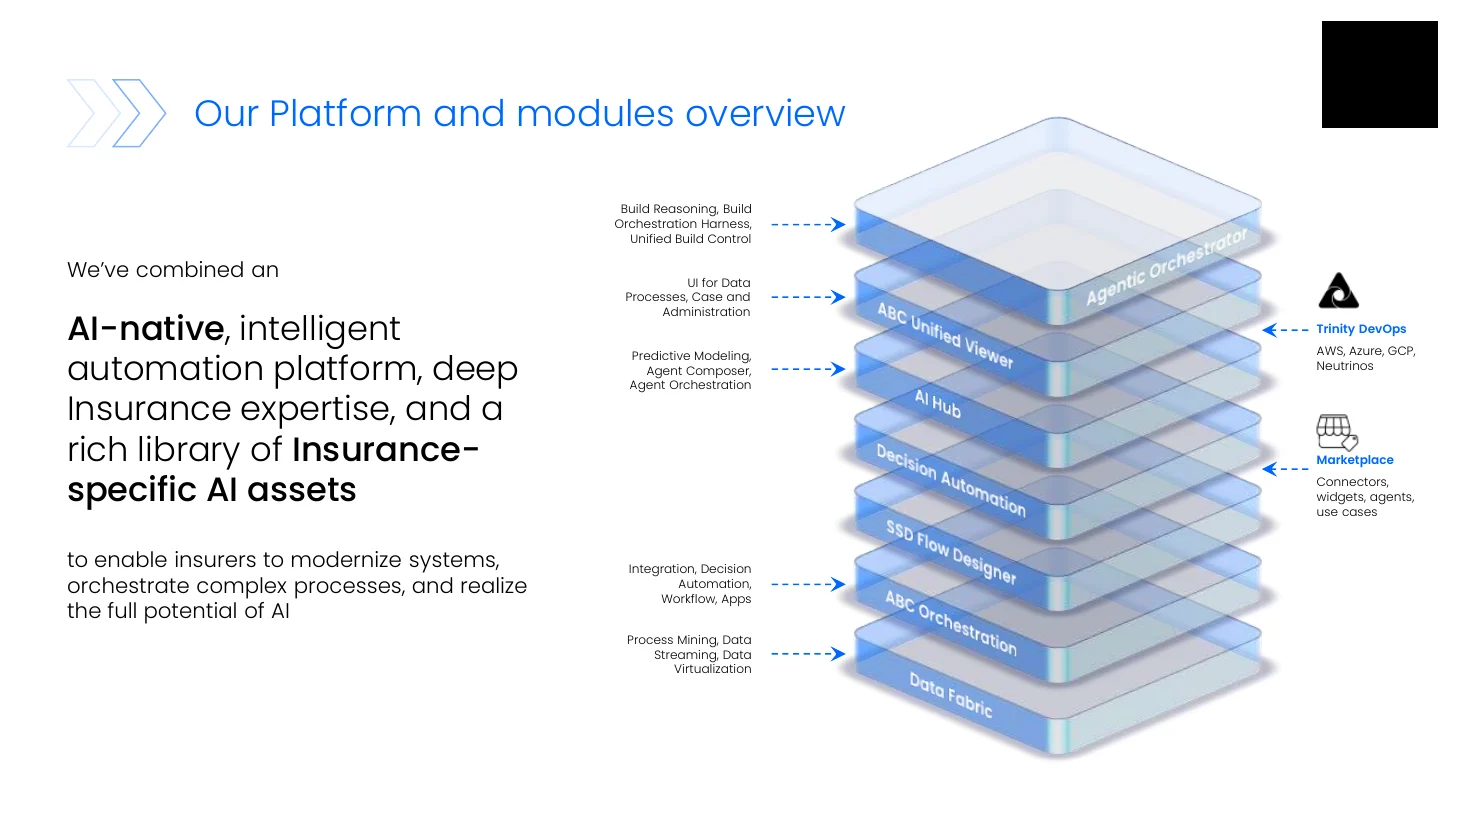 Our Platform and modules overview
We’ve combined an
AI-native, intelligent
automation platform, deep
Insurance expertise, and a
rich library of Insurance-
specific AI assets
to enable insurers to modernize systems,
orchestrate complex processes, and realize
the full potential of AI
Build Reasoning, Build
Orchestration Harness,
Unified Build Control
UI for Data
Processes, Case and
Administration
Predictive Modeling,
Agent Composer,
Agent Orchestration
Integration, Decision
Automation,
Workflow, Apps
Process Mining, Data
Streaming, Data
Virtualization
Agentic Orchestrator
ABC Unified Viewer
AI Hub
Decision Automation
SSD Flow Designer
ABC Orchestration
Data Fabric
Trinity DevOps
AWS, Azure, GCP,
Neutrinos
Marketplace
Connectors,
widgets, agents,
use cases